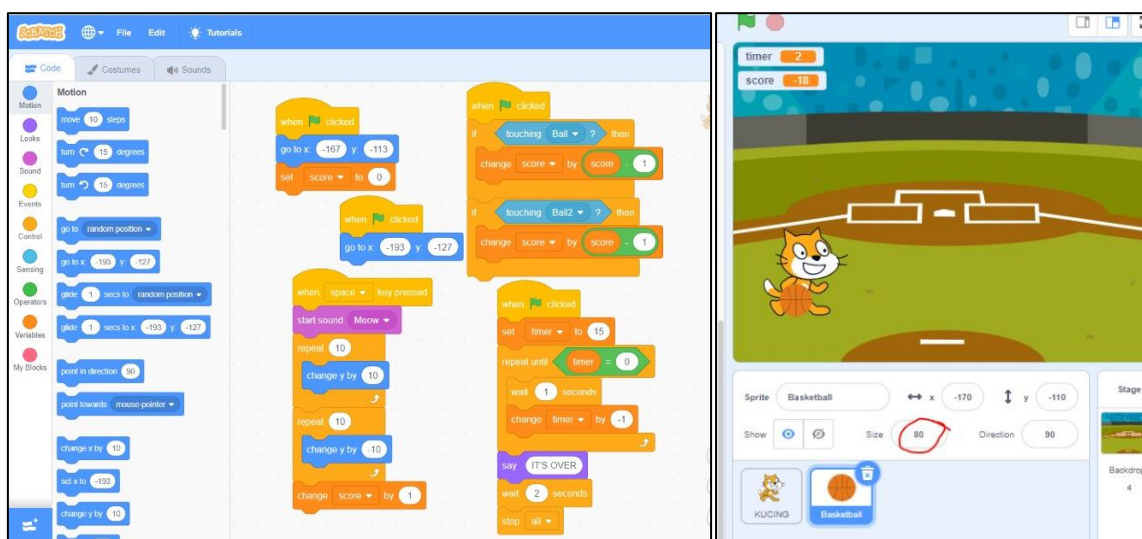 SCRATCH
File Edit Tutorials
Code Costumes Sounds
Motion
Looks
Sound
Events
Control
Sensing
Operators
Variables
My Blocks
Motion
move 10 steps
turn 15 degrees
turn 15 degrees
go to random position
go to x: -193 y: -127
glide 1 secs to random position
glide 1 secs to x: -193 y: -127
point in direction 90
point towards mouse-pointer
change x by 10
set x to -193
change y by 10
when clicked
go to x: -167 y: -113
set score to 0
when clicked
go to x: -193 y: -127
when space key pressed
start sound Meow
repeat 10
change y by 10
repeat 10
change y by -10
change score by 1
when clicked
if touching Ball ? then
change score by score - 1
if touching Ball2 ? then
change score by score - 1
when clicked
set timer to 15
repeat until timer = 0
wait 1 seconds
change timer by -1
say IT'S OVER
wait 2 seconds
stop all
timer 2
score -18
Sprite Basketball x -170 y -110
Show Size 80 Direction 90
KUCING
Basketball
Stage
4